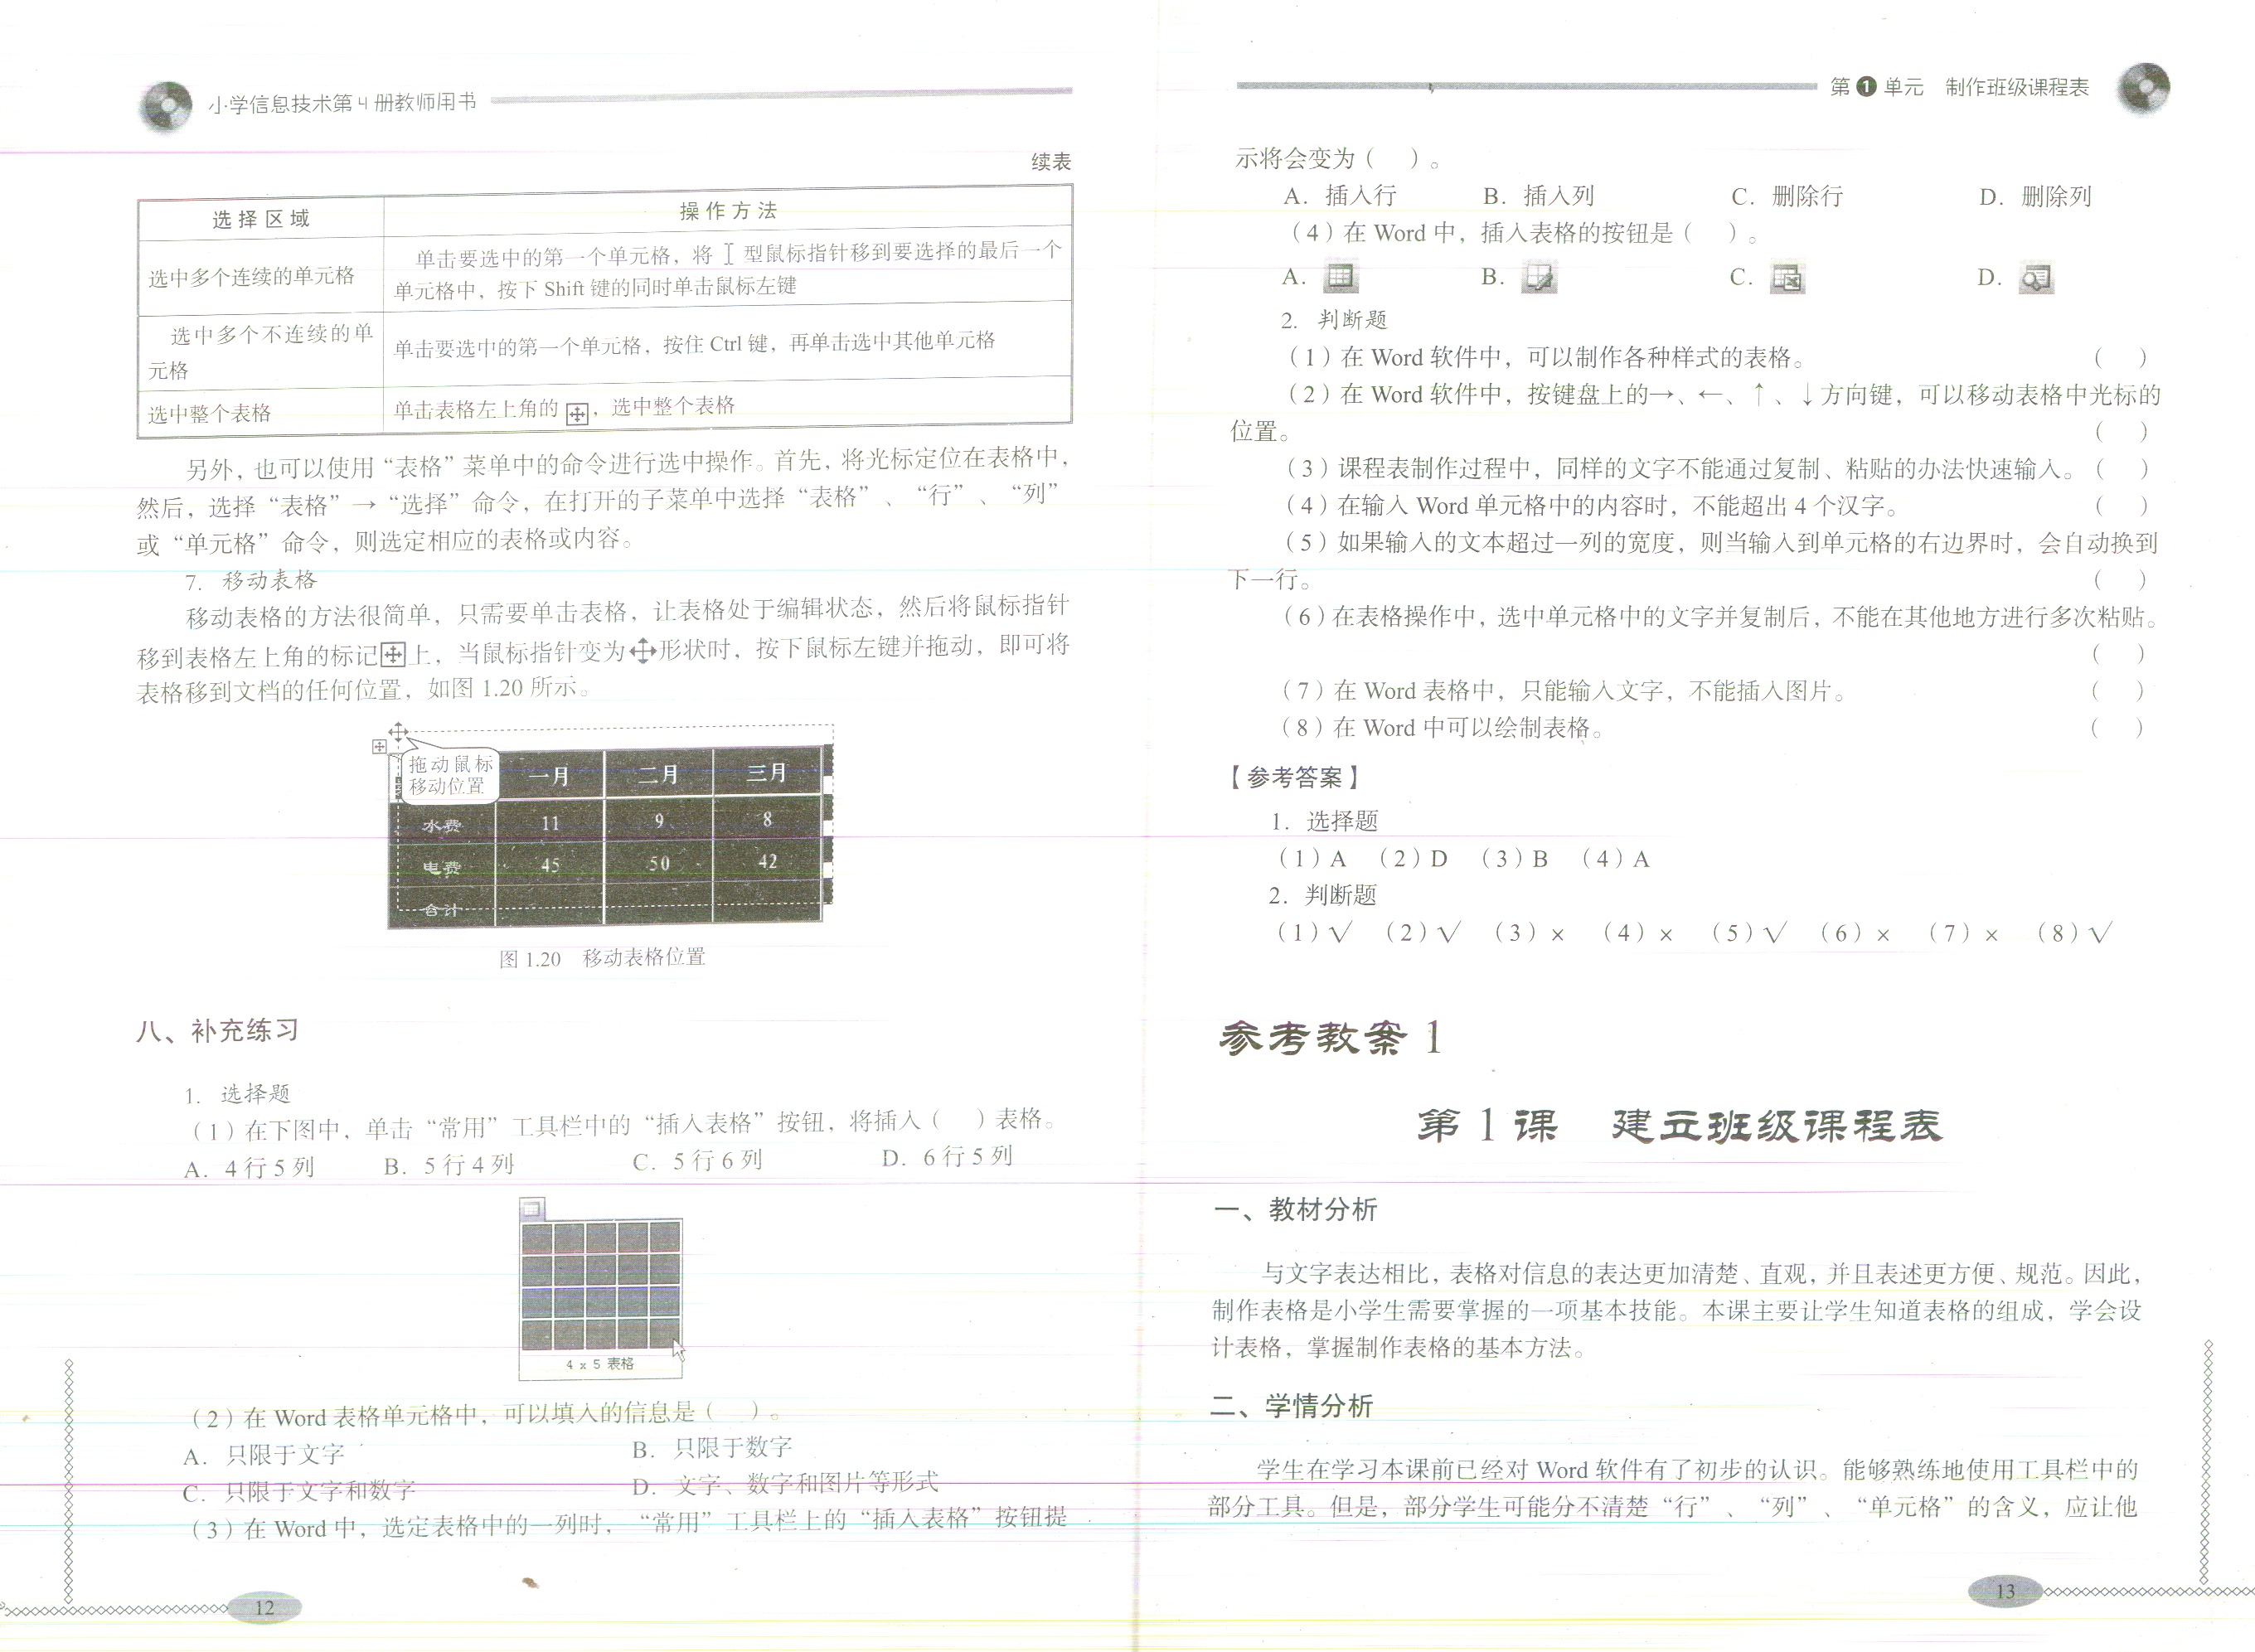 小学信息技术第4册教师用书
续表
选择区域 操作方法
选中多个连续的单元格 单击要选中的第一个单元格，将 I 型鼠标指针移到要选择的最后一个
单元格中，按下 Shift 键的同时单击鼠标左键
选中多个不连续的单
元格
单击要选中的第一个单元格，按住 Ctrl 键，再单击选中其他单元格
选中整个表格 单击表格左上角的，选中整个表格
另外，也可以使用“表格”菜单中的命令进行选中操作。首先，将光标定位在表格中，
然后，选择“表格”→“选择”命令，在打开的子菜单中选择“表格”、“行”、“列”
或“单元格”命令，则选定相应的表格或内容。
7. 移动表格
移动表格的方法很简单，只需要单击表格，让表格处于编辑状态，然后将鼠标指针
移到表格左上角的标记上，当鼠标指针变为形状时，按下鼠标左键并拖动，即可将
表格移到文档的任何位置，如图 1.20 所示。
拖动鼠标
移动位置
一月 二月 三月
水费 11 9 8
电费 45 50 42
合计
图 1.20 移动表格位置
八、补充练习
1. 选择题
（1）在下图中，单击“常用”工具栏中的“插入表格”按钮，将插入（ ）表格。
A. 4 行 5 列 B. 5 行 4 列 C. 5 行 6 列 D. 6 行 5 列
4 x 5 表格
（2）在 Word 表格单元格中，可以填入的信息是（ ）。
A. 只限于文字 B. 只限于数字
C. 只限于文字和数字 D. 文字、数字和图片等形式
（3）在 Word 中，选定表格中的一列时，“常用”工具栏上的“插入表格”按钮提
12
第1单元 制作班级课程表
示将会变为（ ）。
A. 插入行 B. 插入列 C. 删除行 D. 删除列
（4）在 Word 中，插入表格的按钮是（ ）。
A. B. C. D.
2. 判断题
（1）在 Word 软件中，可以制作各种样式的表格。 （ ）
（2）在 Word 软件中，按键盘上的→、←、↑、↓方向键，可以移动表格中光标的
位置。 （ ）
（3）课程表制作过程中，同样的文字不能通过复制、粘贴的办法快速输入。（ ）
（4）在输入 Word 单元格中的内容时，不能超出 4 个汉字。 （ ）
（5）如果输入的文本超过一列的宽度，则当输入到单元格的右边界时，会自动换到
下一行。 （ ）
（6）在表格操作中，选中单元格中的文字并复制后，不能在其他地方进行多次粘贴。
（ ）
（7）在 Word 表格中，只能输入文字，不能插入图片。 （ ）
（8）在 Word 中可以绘制表格。 （ ）
【参考答案】
1. 选择题
（1）A （2）D （3）B （4）A
2. 判断题
（1）√ （2）√ （3）× （4）× （5）√ （6）× （7）× （8）√
参考教案 1
第 1 课 建立班级课程表
一、教材分析
与文字表达相比，表格对信息的表达更加清楚、直观，并且表述更方便、规范。因此，
制作表格是小学生需要掌握的一项基本技能。本课主要让学生知道表格的组成，学会设
计表格，掌握制作表格的基本方法。
二、学情分析
学生在学习本课前已经对 Word 软件有了初步的认识。能够熟练地使用工具栏中的
部分工具。但是，部分学生可能分不清楚“行”、“列”、“单元格”的含义，应让他
13